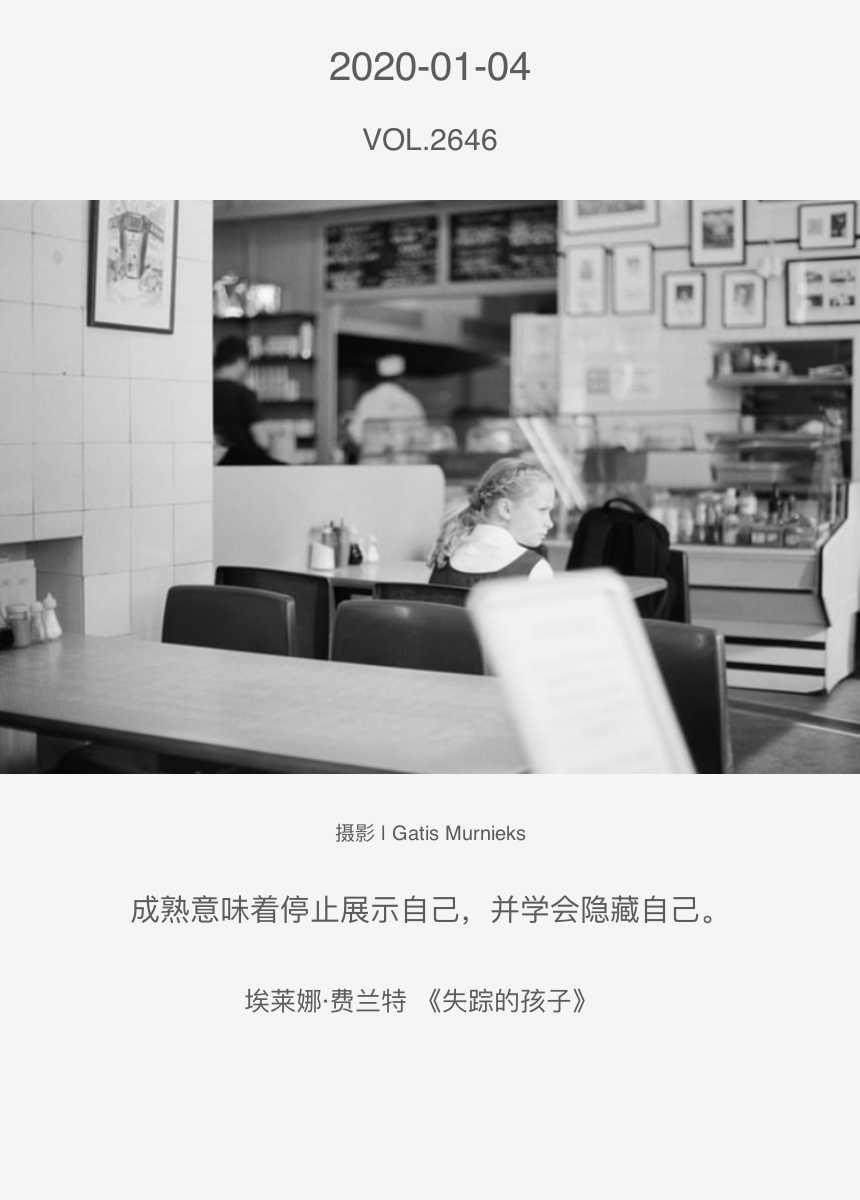 2020-01-04
VOL.2646
摄影 l Gatis Murnieks
成熟意味着停止展示自己，并学会隐藏自己。
埃莱娜·费兰特 《失踪的孩子》